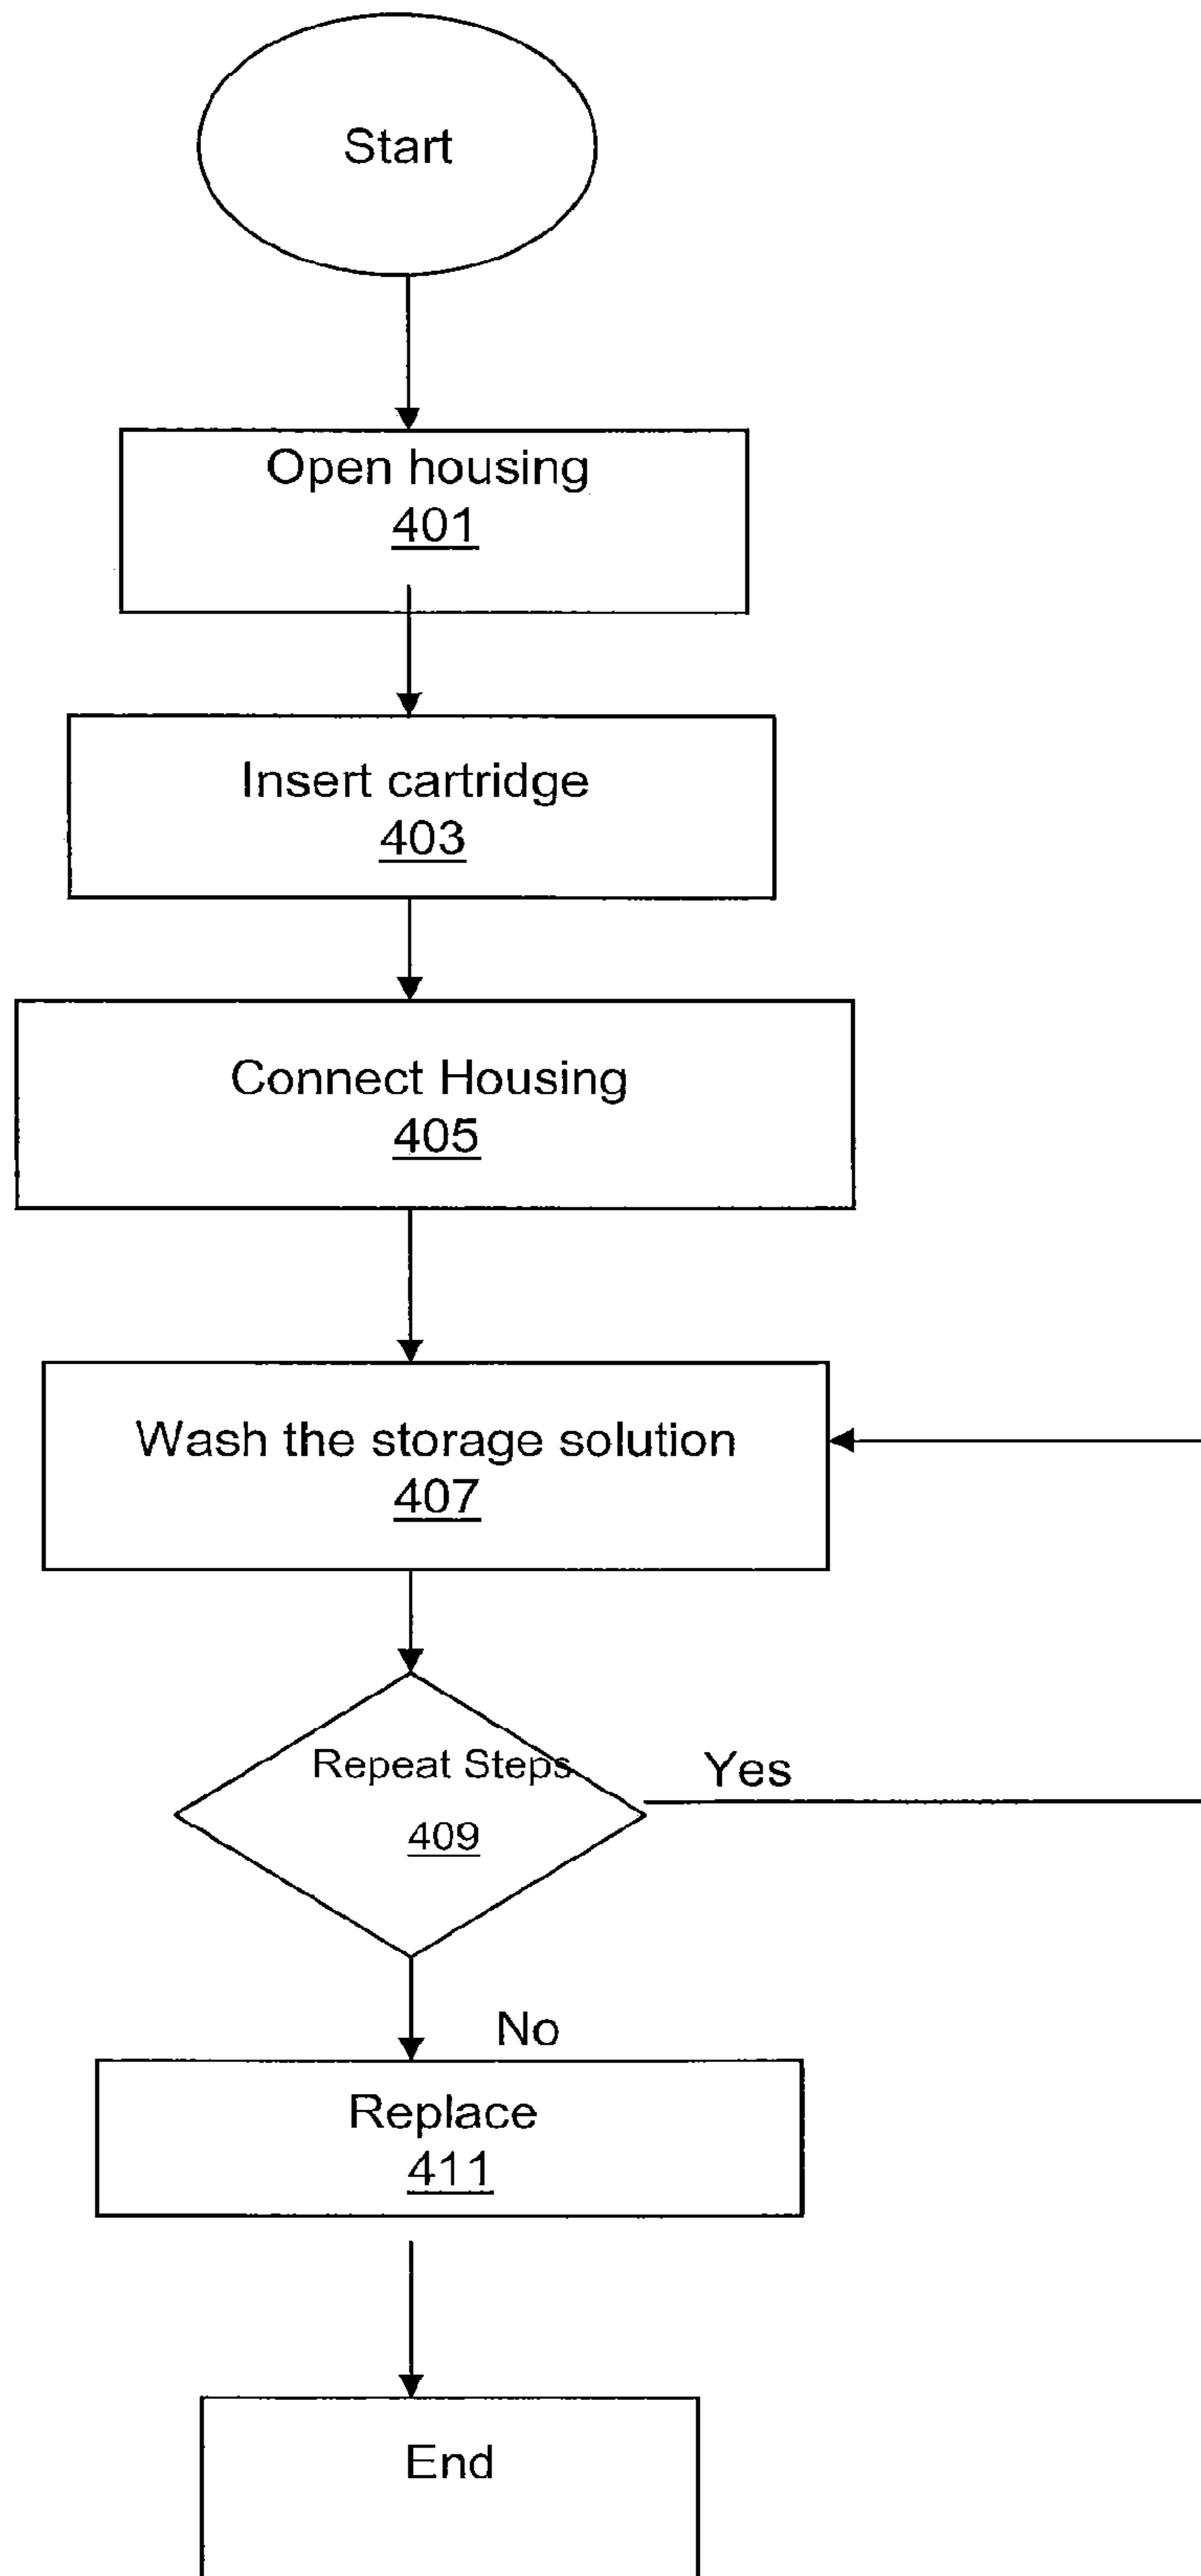 Start
Open housing
401
Insert cartridge
403
Connect Housing
405
Wash the storage solution
407
Repeat Steps
409
Yes
No
Replace
411
End